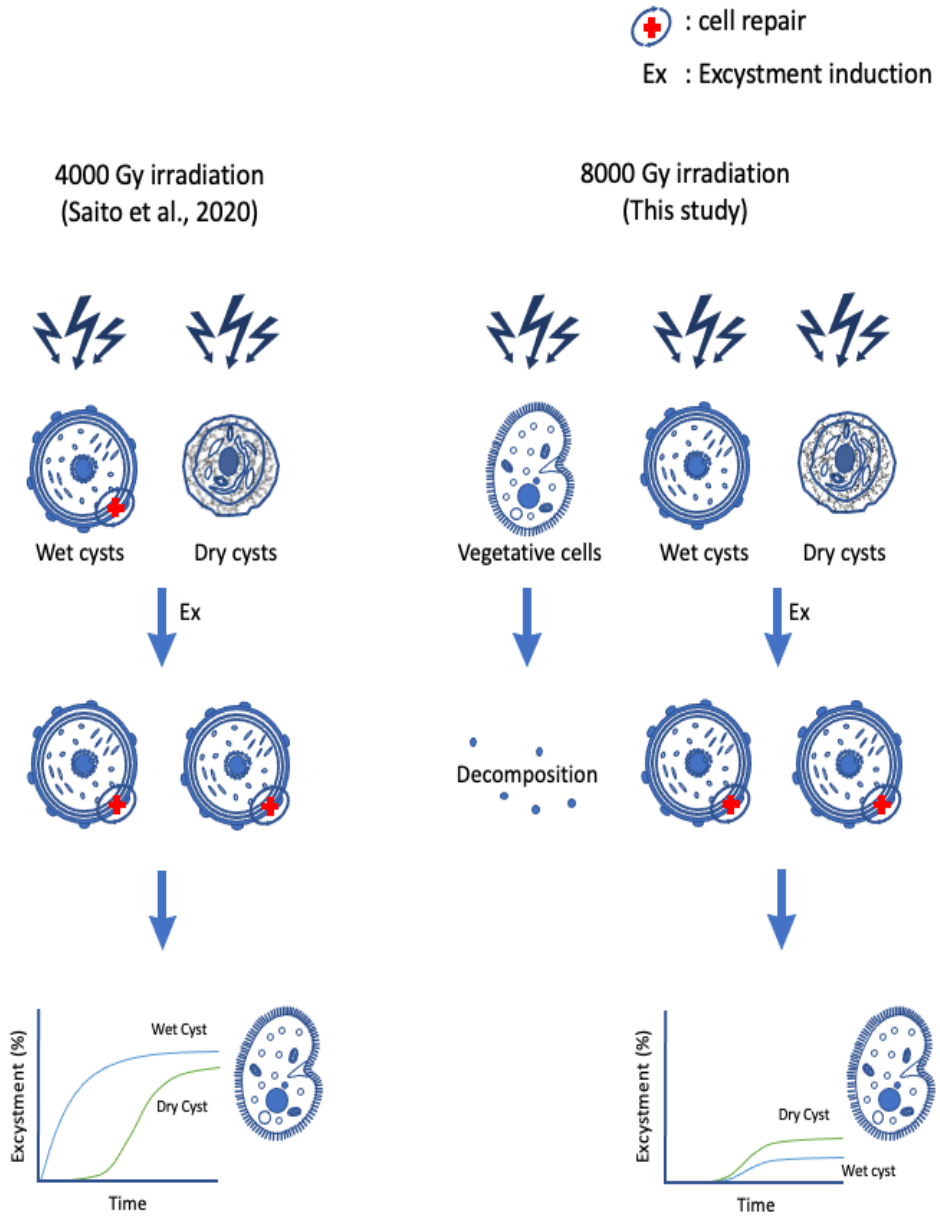 : cell repair
Ex : Excystment induction
4000 Gy irradiation
(Saito et al., 2020)
8000 Gy irradiation
(This study)
Wet cysts
Dry cysts
Vegetative cells
Wet cysts
Dry cysts
Ex
Ex
Decomposition
Excystment (%)
Wet Cyst
Dry Cyst
Time
Excystment (%)
Dry Cyst
Wet cyst
Time